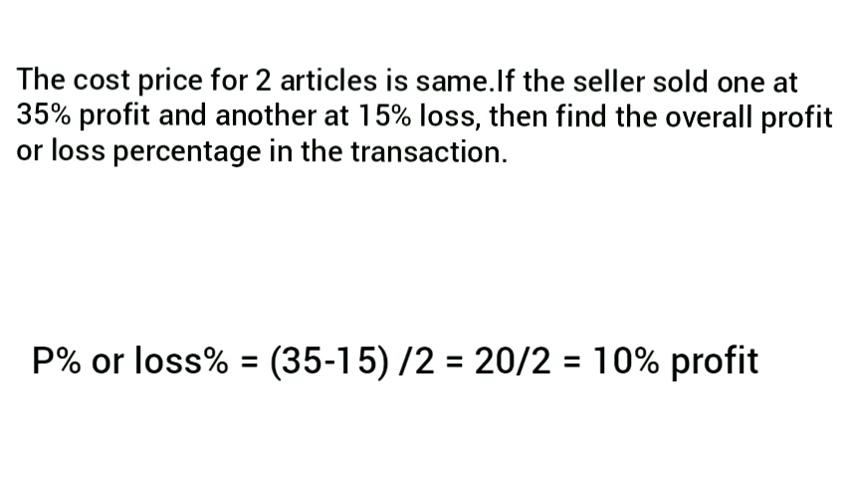 The cost price for 2 articles is same.If the seller sold one at
35% profit and another at 15% loss, then find the overall profit
or loss percentage in the transaction.
P% or loss% = (35-15) /2 = 20/2 = 10% profit